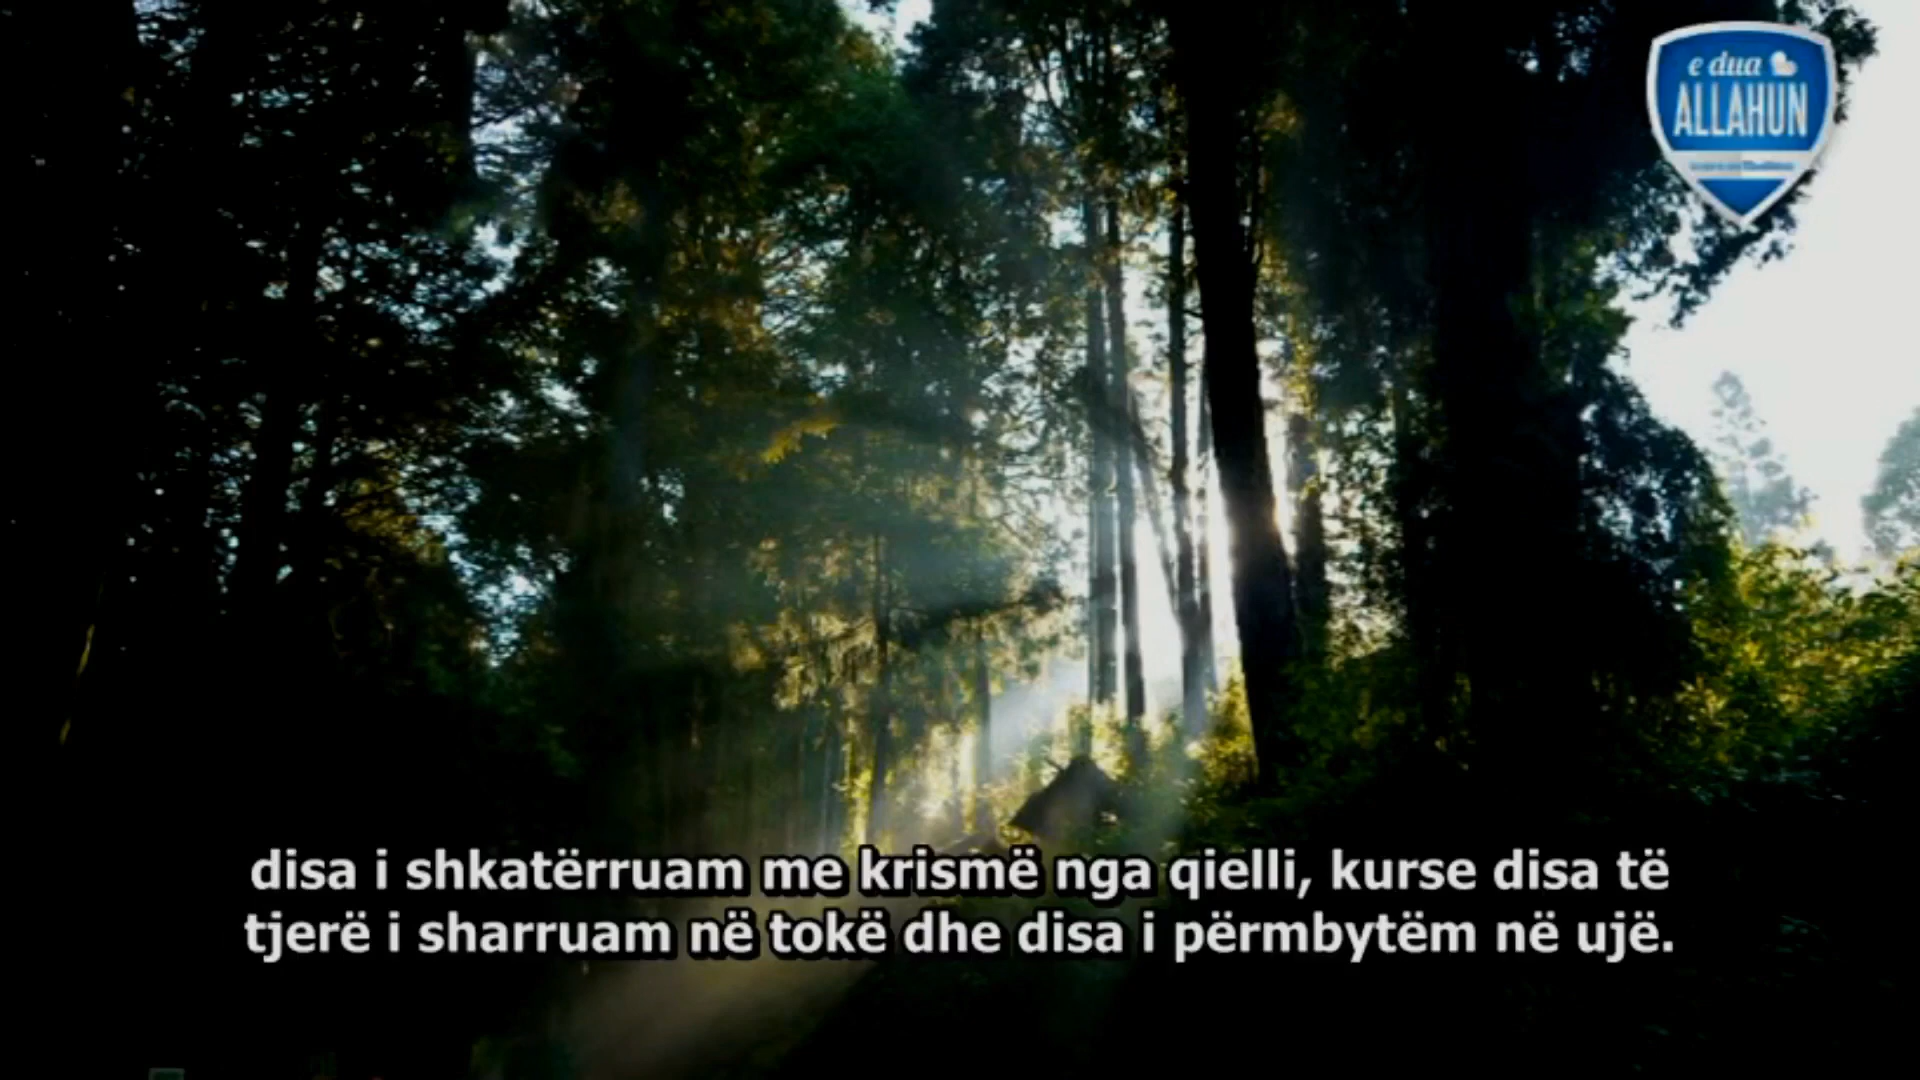 e dua
ALLAHUN
disa i shkatërruam me krismë nga qielli, kurse disa të
tjerë i sharruam në tokë dhe disa i përmbytëm në ujë.